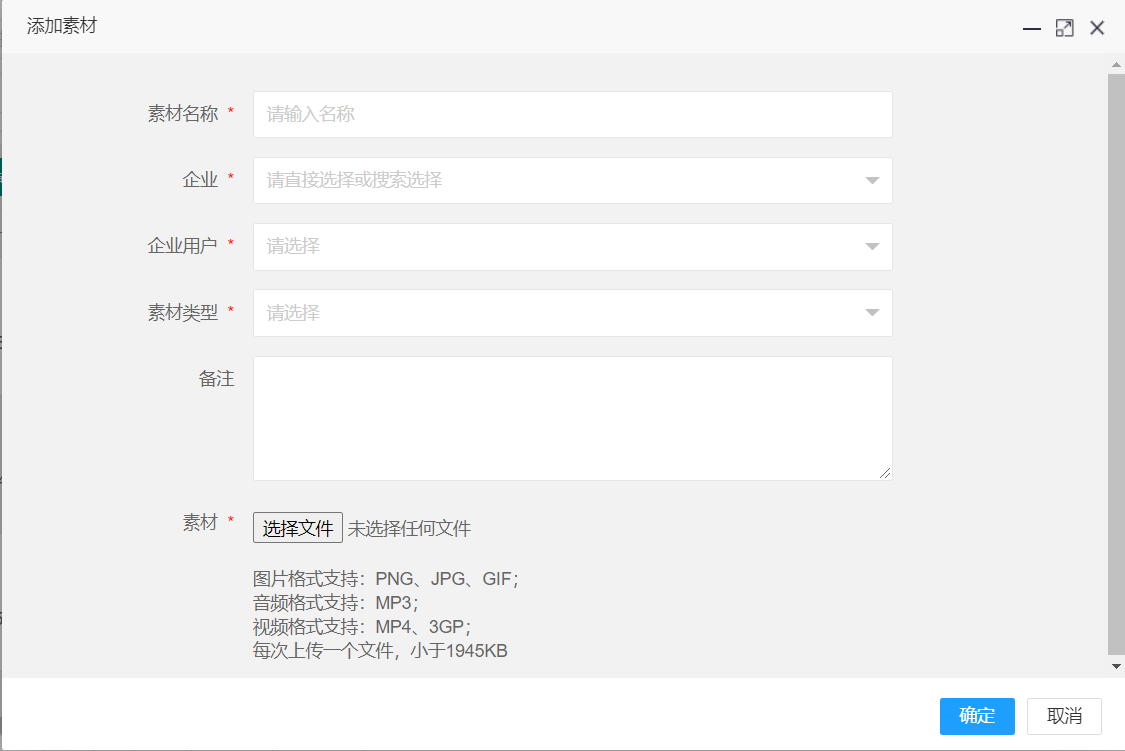 添加素材
素材名称 * 请输入名称
企业 * 请直接选择或搜索选择
企业用户 * 请选择
素材类型 * 请选择
备注
素材 * 选择文件 未选择任何文件
图片格式支持：PNG、JPG、GIF；
音频格式支持：MP3；
视频格式支持：MP4、3GP；
每次上传一个文件，小于1945KB
确定 取消